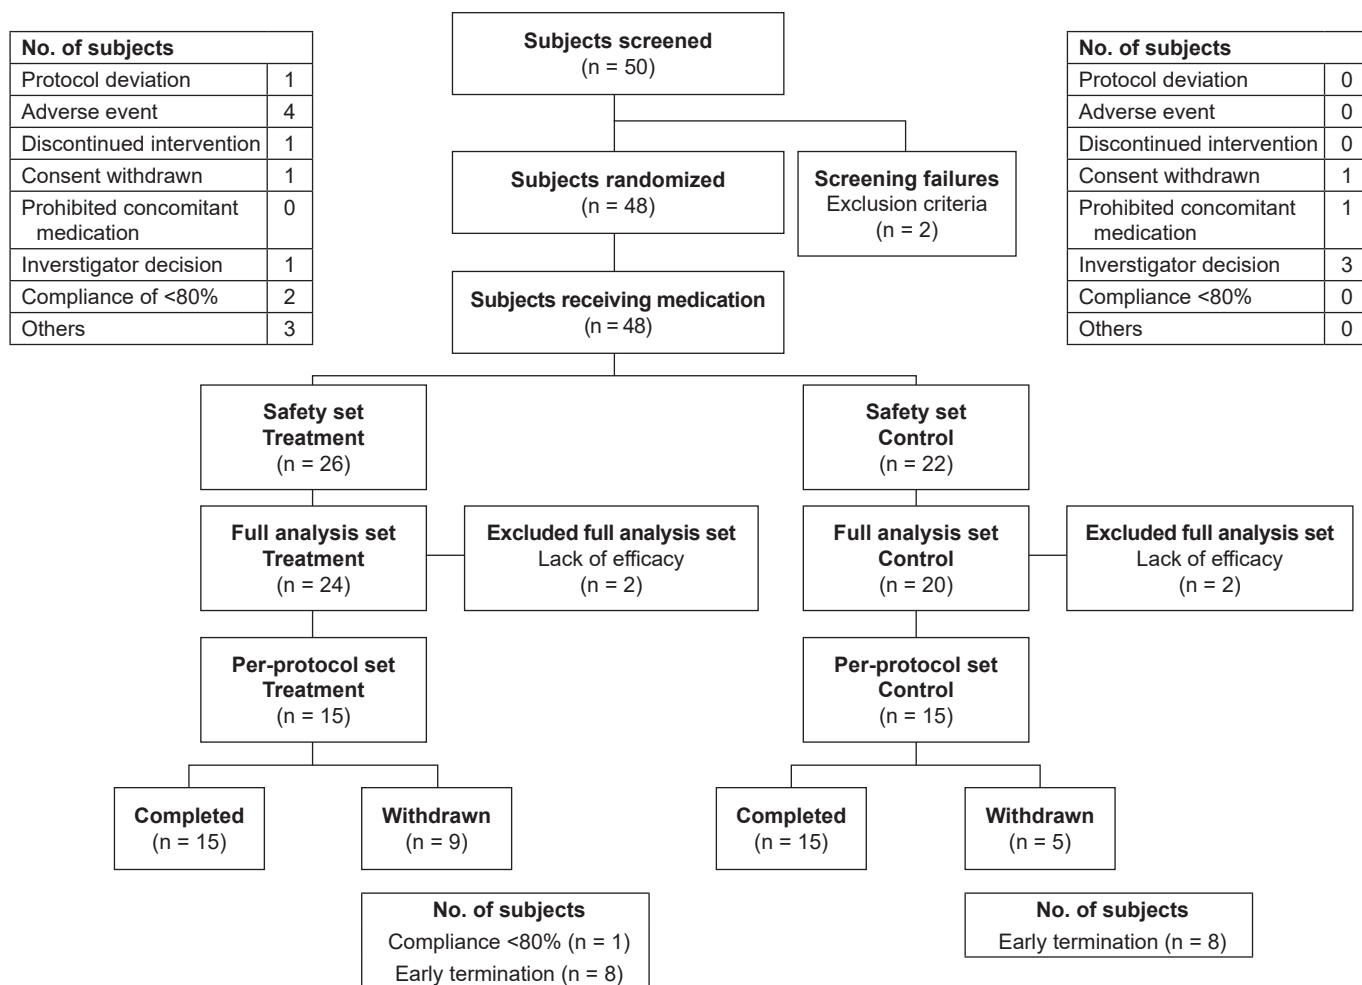 No. of subjects
Protocol deviation 1
Adverse event 4
Discontinued intervention 1
Consent withdrawn 1
Prohibited concomitant 0
medication
Inverstigator decision 1
Compliance of <80% 2
Others 3
Subjects screened
(n = 50)
No. of subjects
Protocol deviation 0
Adverse event 0
Discontinued intervention 0
Consent withdrawn 1
Prohibited concomitant 1
medication
Inverstigator decision 3
Compliance <80% 0
Others 0
Subjects randomized
(n = 48)
Screening failures
Exclusion criteria
(n = 2)
Subjects receiving medication
(n = 48)
Safety set
Treatment
(n = 26)
Safety set
Control
(n = 22)
Full analysis set
Treatment
(n = 24)
Excluded full analysis set
Lack of efficacy
(n = 2)
Full analysis set
Control
(n = 20)
Excluded full analysis set
Lack of efficacy
(n = 2)
Per-protocol set
Treatment
(n = 15)
Per-protocol set
Control
(n = 15)
Completed
(n = 15)
Withdrawn
(n = 9)
Completed
(n = 15)
Withdrawn
(n = 5)
No. of subjects
Compliance <80% (n = 1)
Early termination (n = 8)
No. of subjects
Early termination (n = 8)